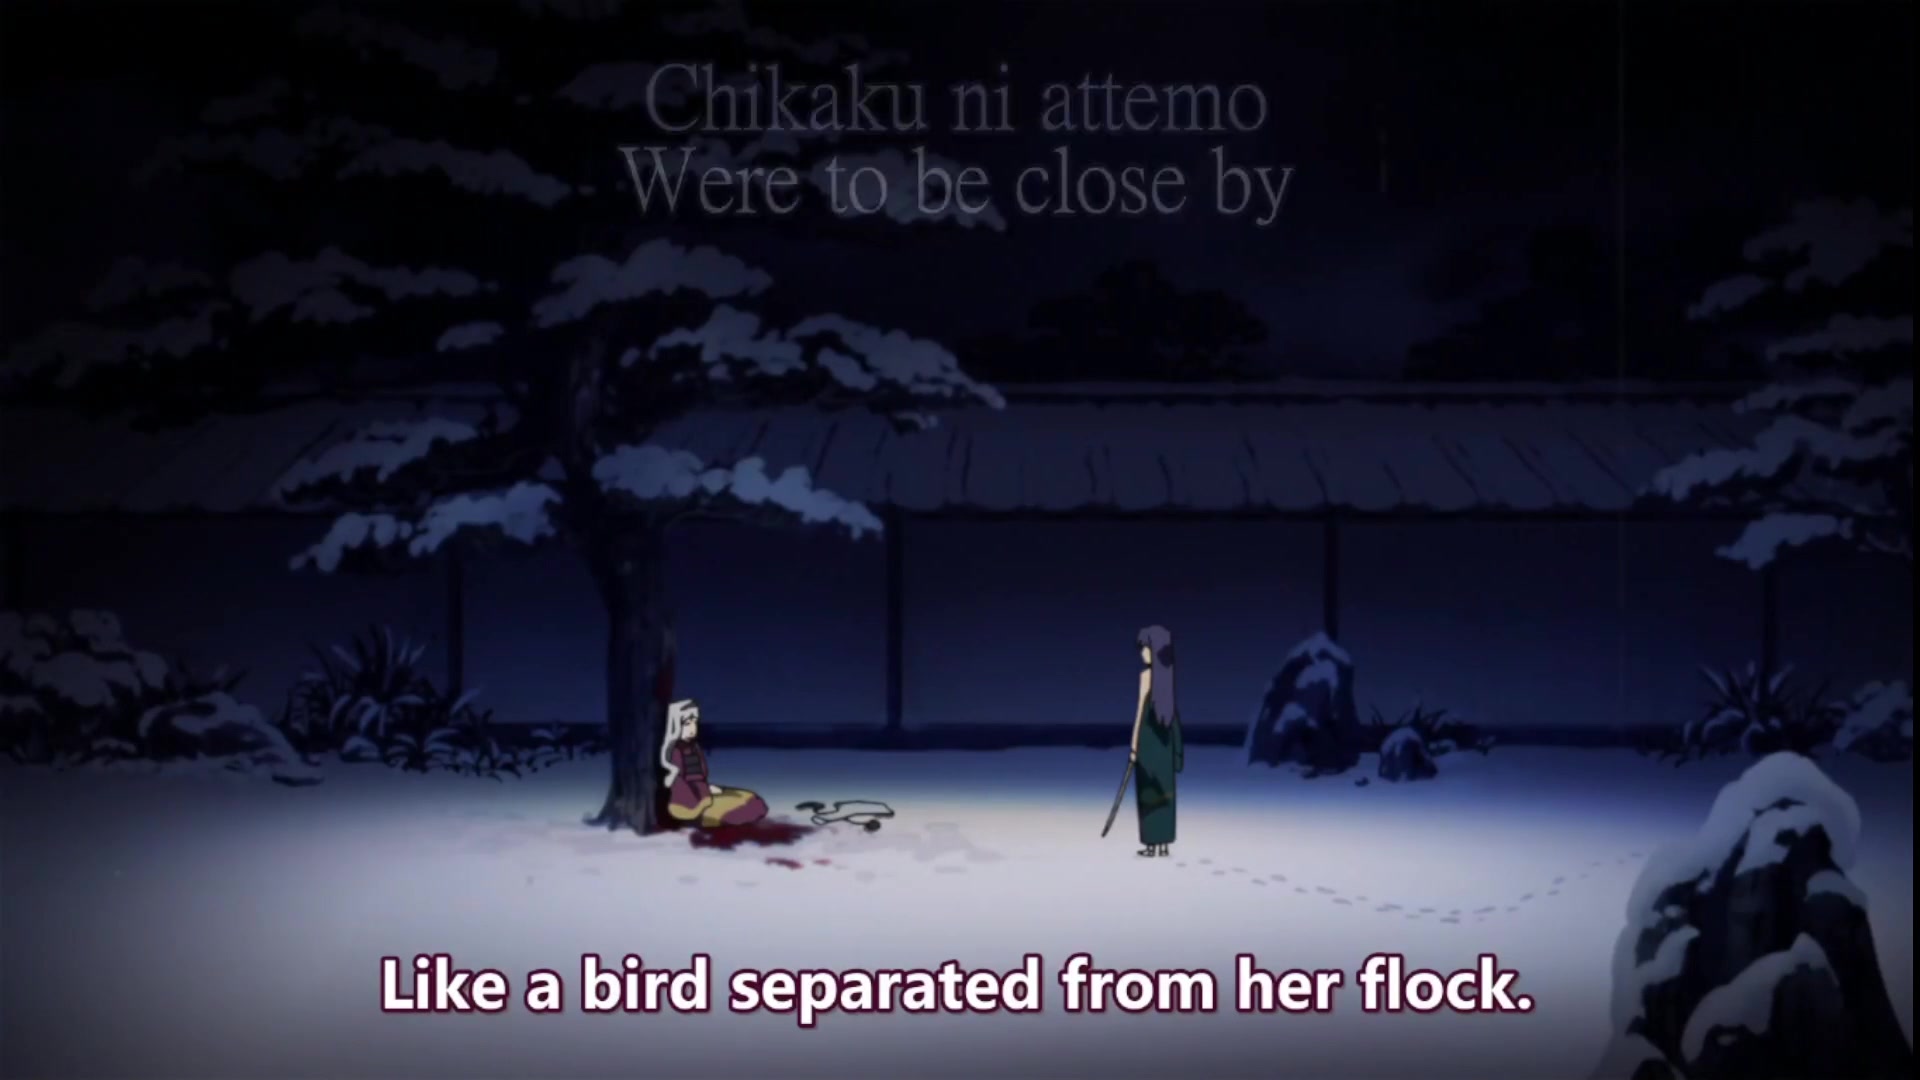 Chikaku ni attemo
Were to be close by
Like a bird separated from her flock.